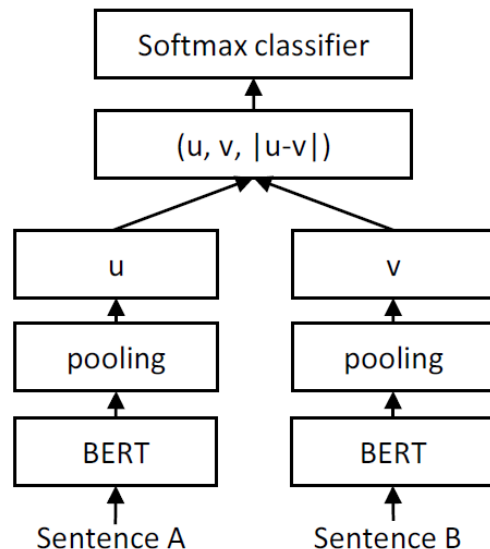 Softmax classifier
(u, v, |u-v|)
u
v
pooling
pooling
BERT
BERT
Sentence A
Sentence B